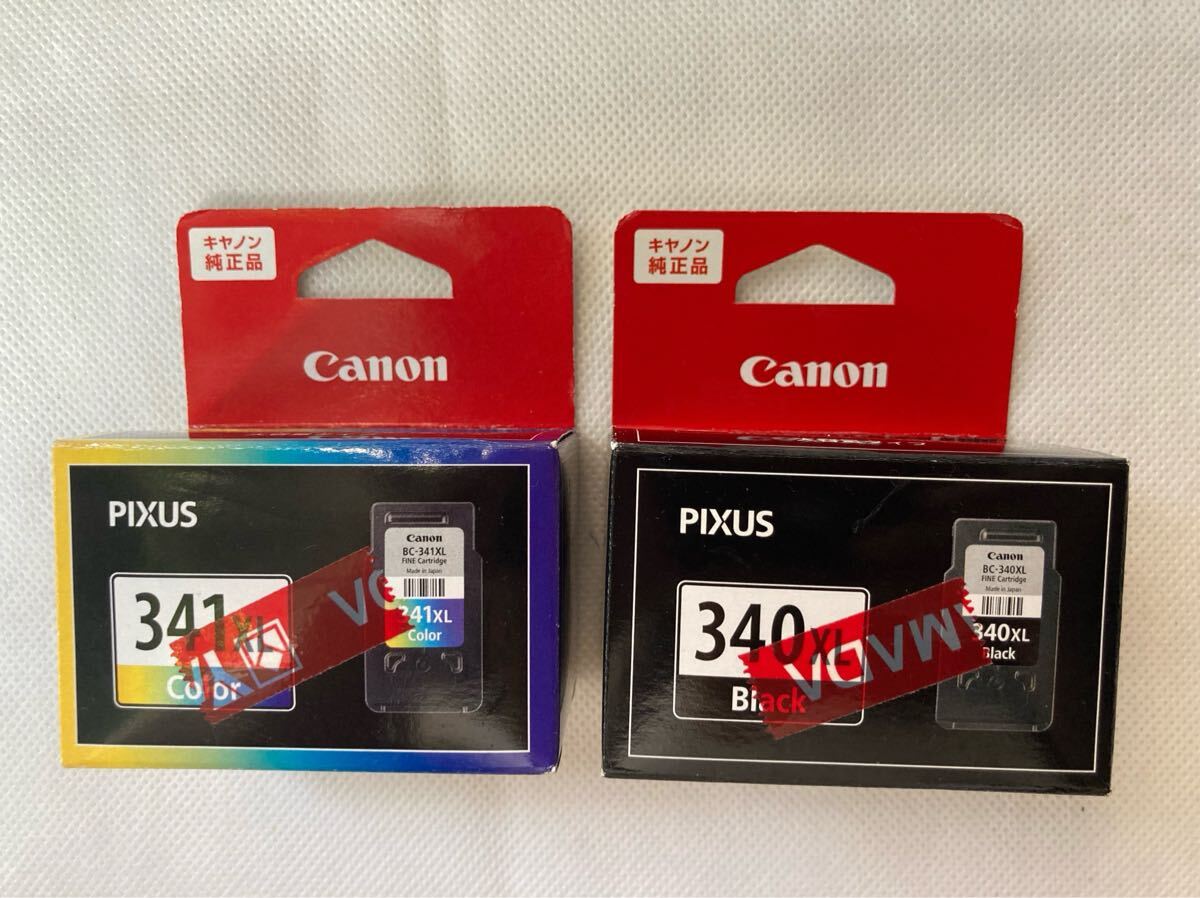 キヤノン
純正品
Canon
PIXUS
341XL
Color
Canon
BC-341XL
FINE Cartridge
Made in Japan
341XL
Color
キヤノン
純正品
Canon
PIXUS
340XL
Black
Canon
BC-340XL
FINE Cartridge
Made in Japan
340XL
Black